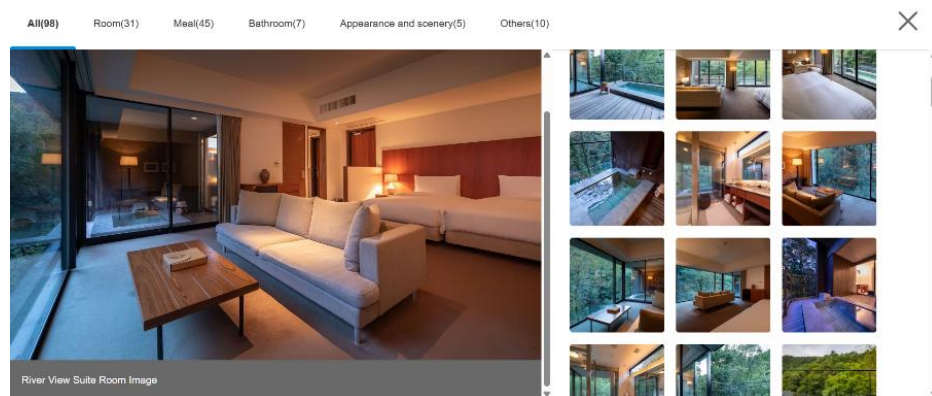 All(98) Room(31) Meal(45) Bathroom(7) Appearance and scenery(5) Others(10)
River View Suite Room Image